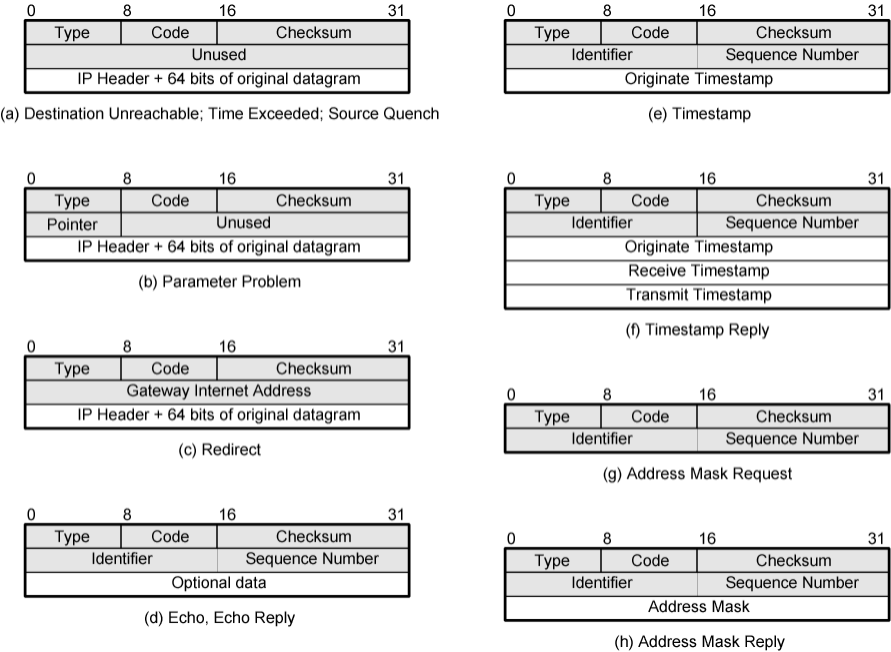 0 8 16 31
Type Code Checksum
Unused
IP Header + 64 bits of original datagram
(a) Destination Unreachable; Time Exceeded; Source Quench
0 8 16 31
Type Code Checksum
Pointer Unused
IP Header + 64 bits of original datagram
(b) Parameter Problem
0 8 16 31
Type Code Checksum
Gateway Internet Address
IP Header + 64 bits of original datagram
(c) Redirect
0 8 16 31
Type Code Checksum
Identifier Sequence Number
Optional data
(d) Echo, Echo Reply
0 8 16 31
Type Code Checksum
Identifier Sequence Number
Originate Timestamp
(e) Timestamp
0 8 16 31
Type Code Checksum
Identifier Sequence Number
Originate Timestamp
Receive Timestamp
Transmit Timestamp
(f) Timestamp Reply
0 8 16 31
Type Code Checksum
Identifier Sequence Number
(g) Address Mask Request
0 8 16 31
Type Code Checksum
Identifier Sequence Number
Address Mask
(h) Address Mask Reply